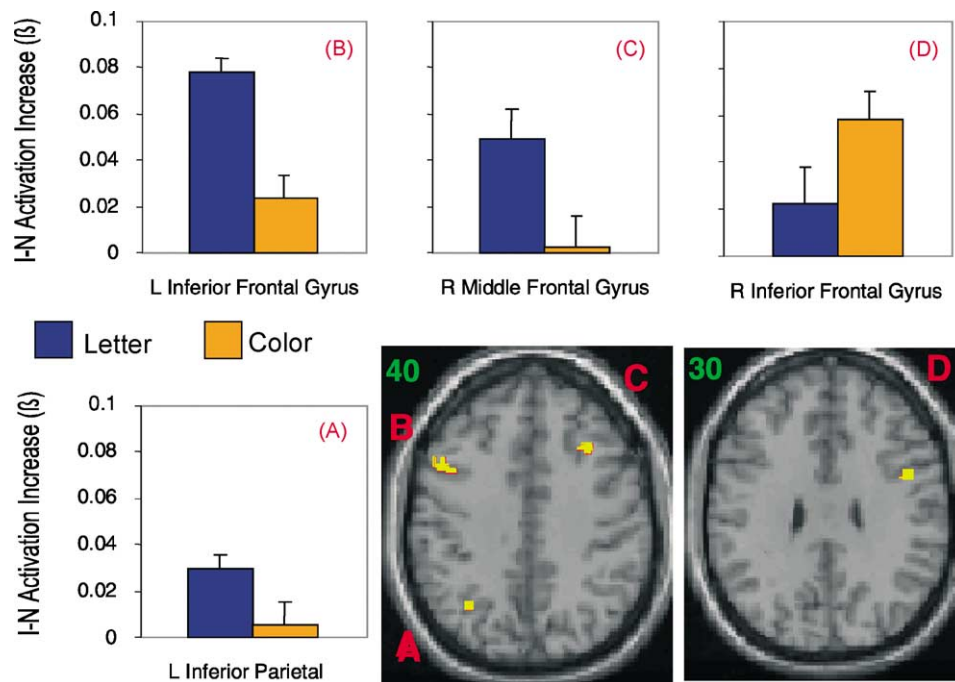 I-N Activation Increase (ß)
0.1
0.08
0.06
0.04
0.02
0
(B)
L Inferior Frontal Gyrus
(C)
R Middle Frontal Gyrus
(D)
R Inferior Frontal Gyrus
Letter
Color
I-N Activation Increase (ß)
0.1
0.08
0.06
0.04
0.02
0
(A)
L Inferior Parietal
40
C
B
A
30
D